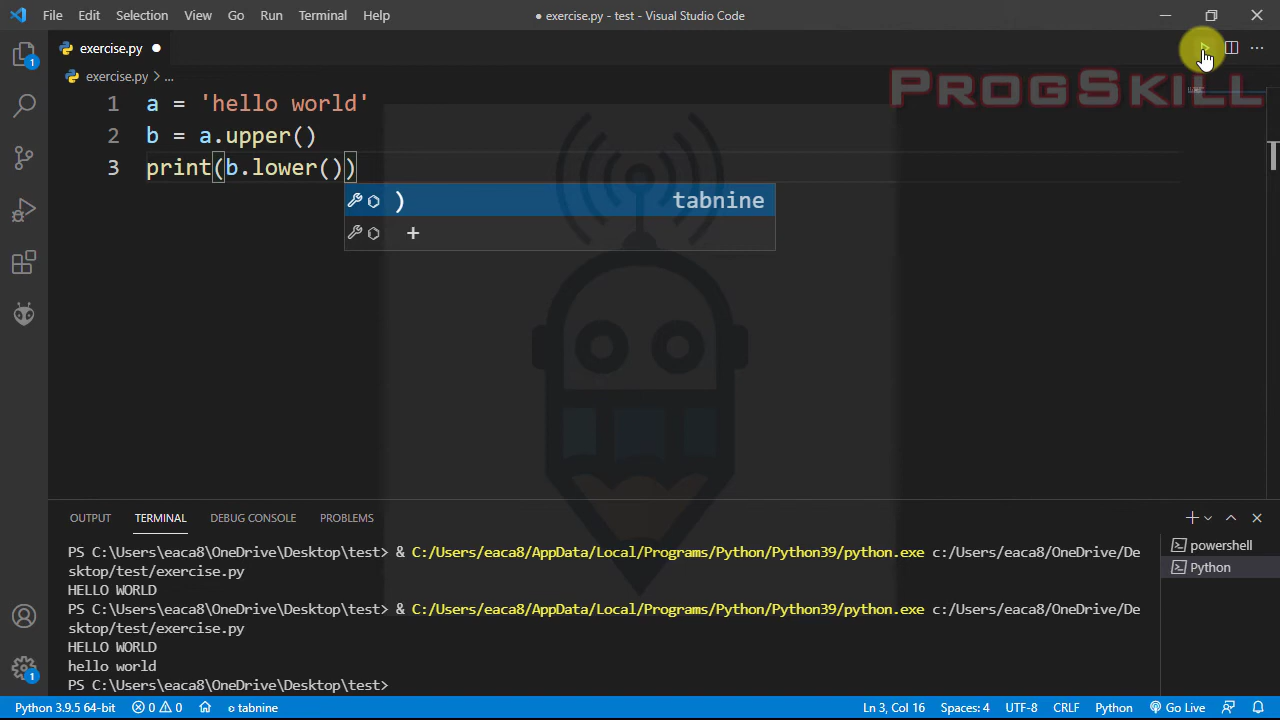 File Edit Selection View Go Run Terminal Help ● exercise.py - test - Visual Studio Code
exercise.py ●
exercise.py > ...
PROGSKILL
1 a = 'hello world'
2 b = a.upper()
3 print(b.lower())
) tabnine
+
OUTPUT TERMINAL DEBUG CONSOLE PROBLEMS
PS C:\Users\eaca8\OneDrive\Desktop\test> & C:/Users/eaca8/AppData/Local/Programs/Python/Python39/python.exe c:/Users/eaca8/OneDrive/De
sktop/test/exercise.py
HELLO WORLD
PS C:\Users\eaca8\OneDrive\Desktop\test> & C:/Users/eaca8/AppData/Local/Programs/Python/Python39/python.exe c:/Users/eaca8/OneDrive/De
sktop/test/exercise.py
HELLO WORLD
hello world
PS C:\Users\eaca8\OneDrive\Desktop\test>
powershell
Python
1
1
Python 3.9.5 64-bit 0 0 tabnine Ln 3, Col 16 Spaces: 4 UTF-8 CRLF Python Go Live